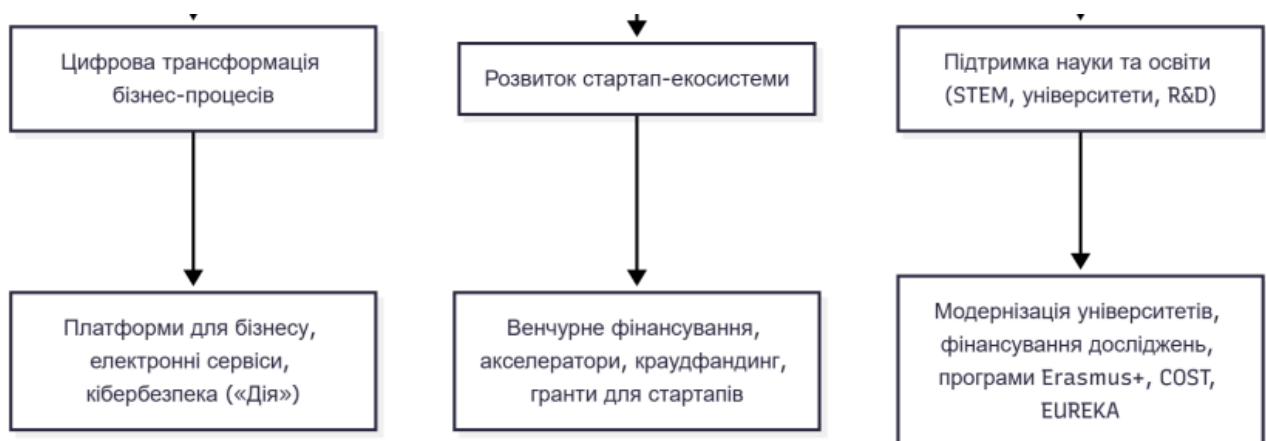 Цифрова трансформація
бізнес-процесів
Розвиток стартап-екосистеми
Підтримка науки та освіти
(STEM, університети, R&D)
Платформи для бізнесу,
електронні сервіси,
кібербезпека («Дія»)
Венчурне фінансування,
акселератори, краудфандинг,
гранти для стартапів
Модернізація університетів,
фінансування досліджень,
програми Erasmus+, COST,
EUREKA